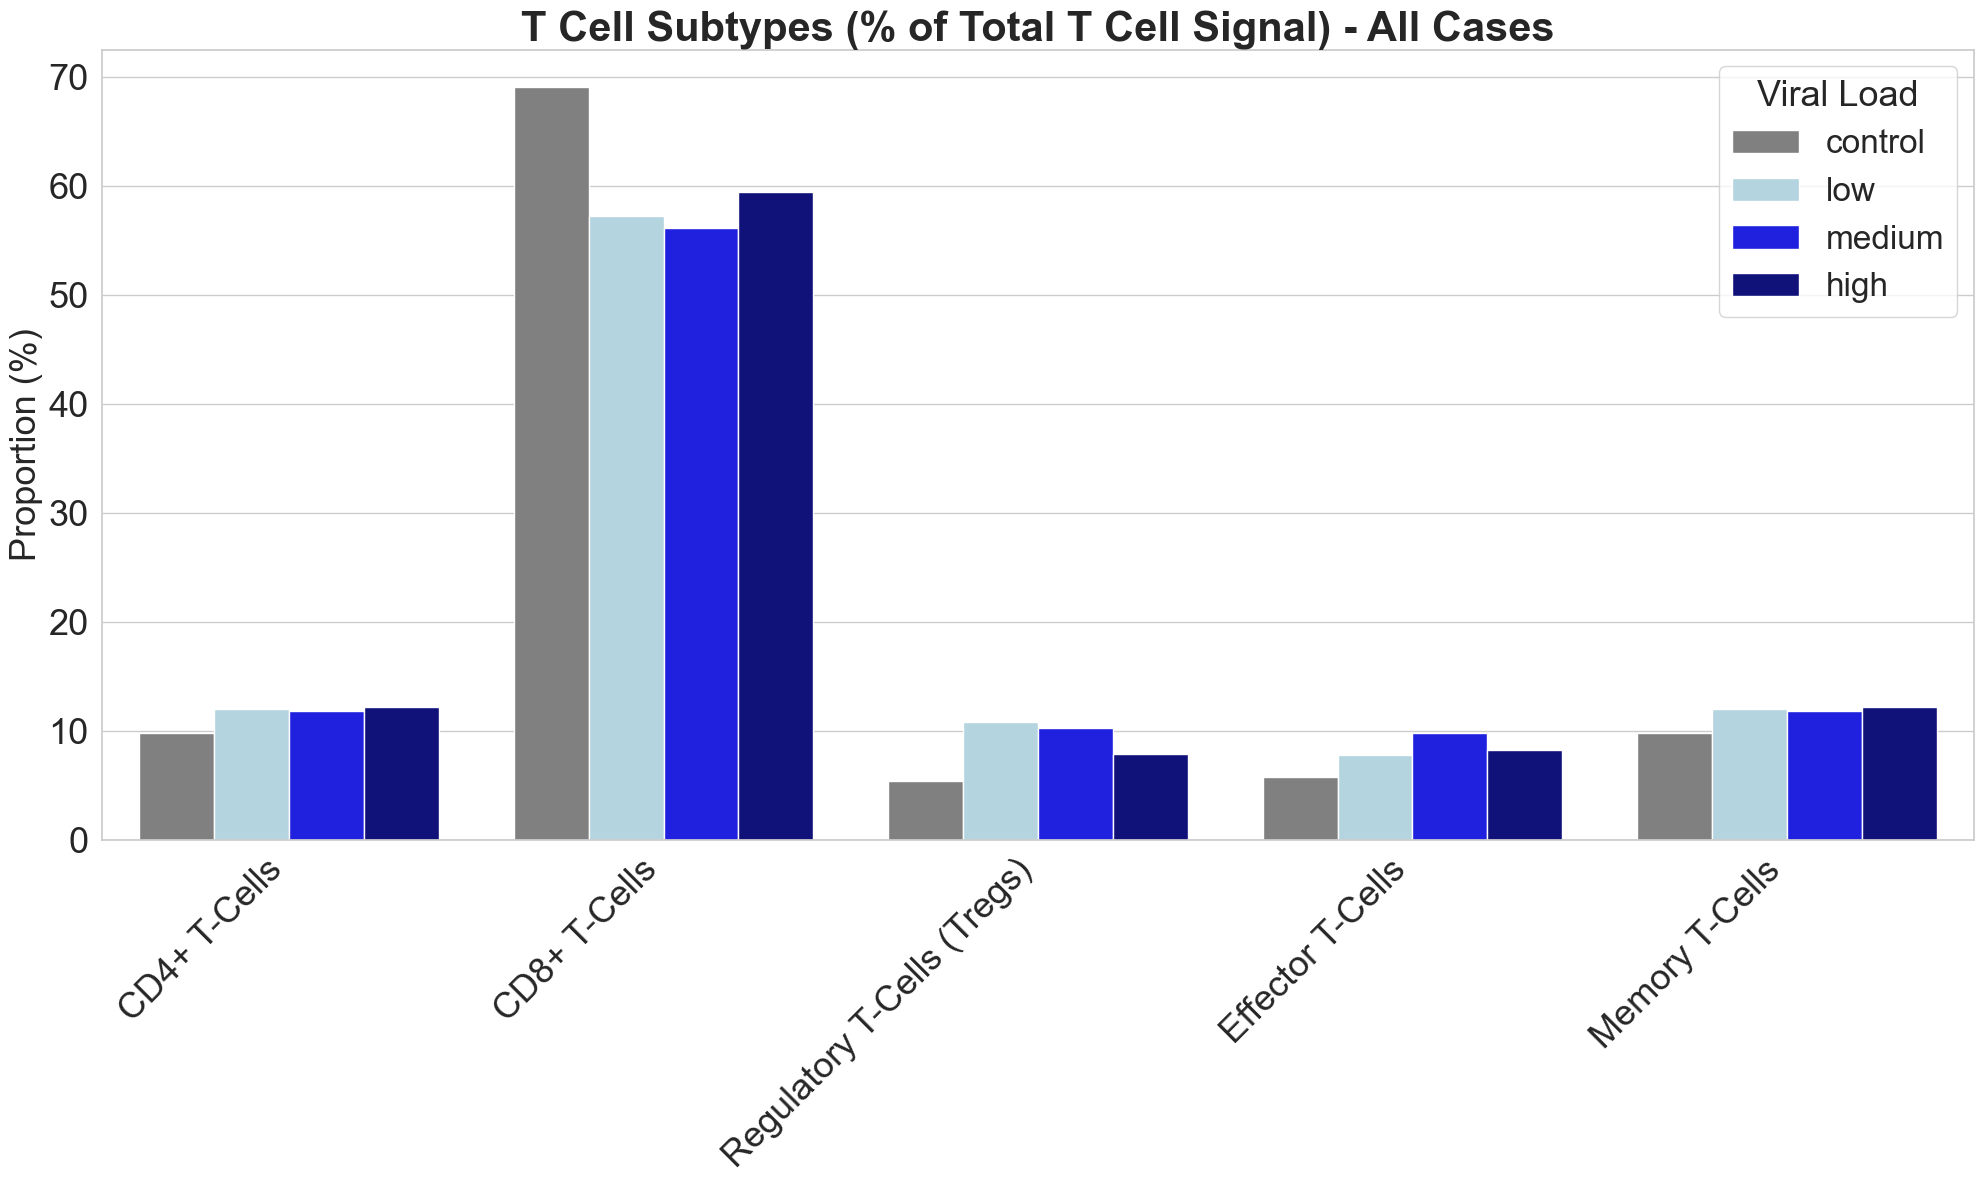 T Cell Subtypes (% of Total T Cell Signal) - All Cases
Proportion (%)
70
60
50
40
30
20
10
0
Viral Load
control
low
medium
high
CD4+ T-Cells
CD8+ T-Cells
Regulatory T-Cells (Tregs)
Effector T-Cells
Memory T-Cells